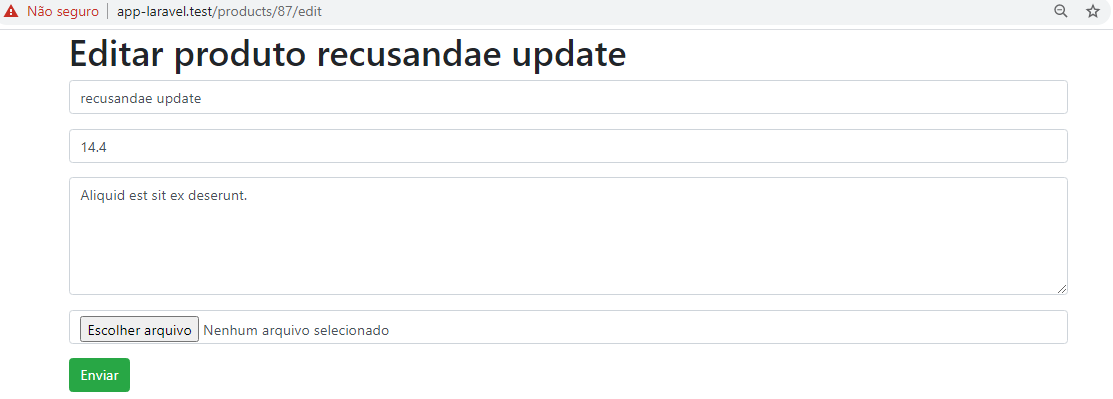 Não seguro app-laravel.test/products/87/edit
Editar produto recusandae update
recusandae update
14.4
Aliquid est sit ex deserunt.
Escolher arquivo Nenhum arquivo selecionado
Enviar